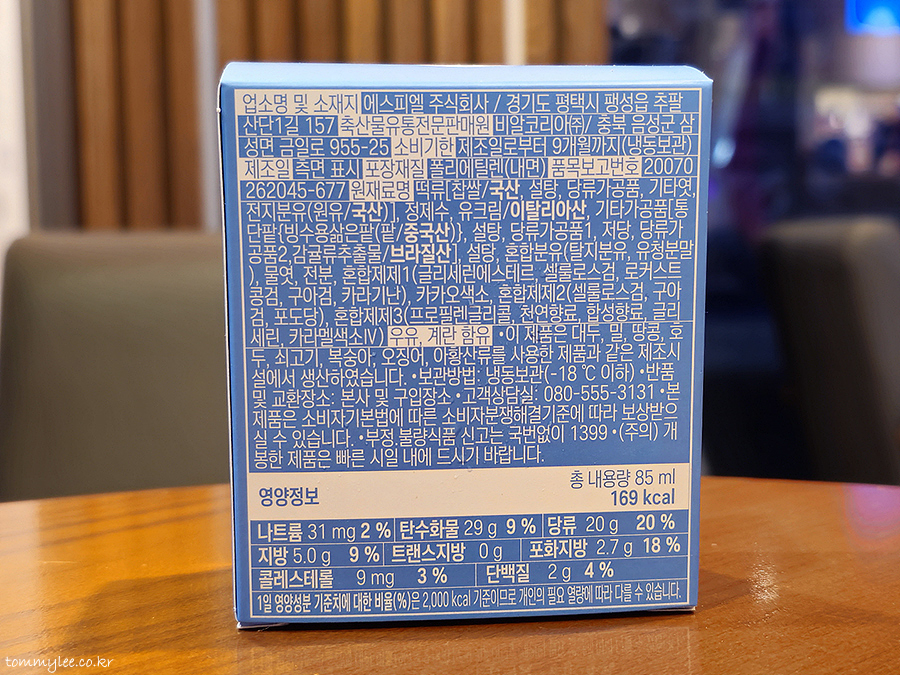 업소명 및 소재지 에스피엘 주식회사 / 경기도 평택시 팽성읍 추팔
산단1길 157 축산물유통전문판매원 비알코리아㈜/ 충북 음성군 삼
성면 금일로 955-25 소비기한 제조일로부터 9개월까지(냉동보관)
제조일 측면 표시 포장재질 폴리에틸렌(내면) 품목보고번호 20070
262045-677 원재료명 떡류[찹쌀/국산, 설탕, 당류가공품, 기타엿,
전지분유(원유/국산)], 정제수, 유크림/이탈리아산, 기타가공품[통
단팥{빙수용삶은팥(팥/중국산)}, 설탕, 당류가공품1, 저당, 당류가
공품2, 감귤류추출물/브라질산], 설탕, 혼합분유(탈지분유, 유청분말
), 물엿, 전분, 혼합제제1(글리세린에스테르, 셀룰로스검, 로커스트
콩검, 구아검, 카라기난), 카카오색소, 혼합제제2(셀룰로스검, 구아
검, 포도당), 혼합제제3(프로필렌글리콜, 천연향료, 합성향료, 글리
세린, 카라멜색소Ⅳ) 우유, 계란 함유 •이 제품은 대두, 밀, 땅콩, 호
두, 쇠고기, 복숭아, 오징어, 아황산류를 사용한 제품과 같은 제조시
설에서 생산하였습니다. •보관방법: 냉동보관(-18 ℃ 이하) •반품
및 교환장소: 본사 및 구입장소 •고객상담실: 080-555-3131 •본
제품은 소비자기본법에 따른 소비자분쟁해결기준에 따라 보상받으
실 수 있습니다. •부정.불량식품 신고는 국번없이 1399 •(주의) 개
봉한 제품은 빠른 시일 내에 드시기 바랍니다.
영양정보 총 내용량 85 ml
169 kcal
나트륨 31 mg 2 % 탄수화물 29 g 9 % 당류 20 g 20 %
지방 5.0 g 9 % 트랜스지방 0 g 포화지방 2.7 g 18 %
콜레스테롤 9 mg 3 % 단백질 2 g 4 %
1일 영양성분 기준치에 대한 비율(%)은 2,000 kcal 기준이므로 개인의 필요 열량에 따라 다를 수 있습니다.
tommylee.co.kr